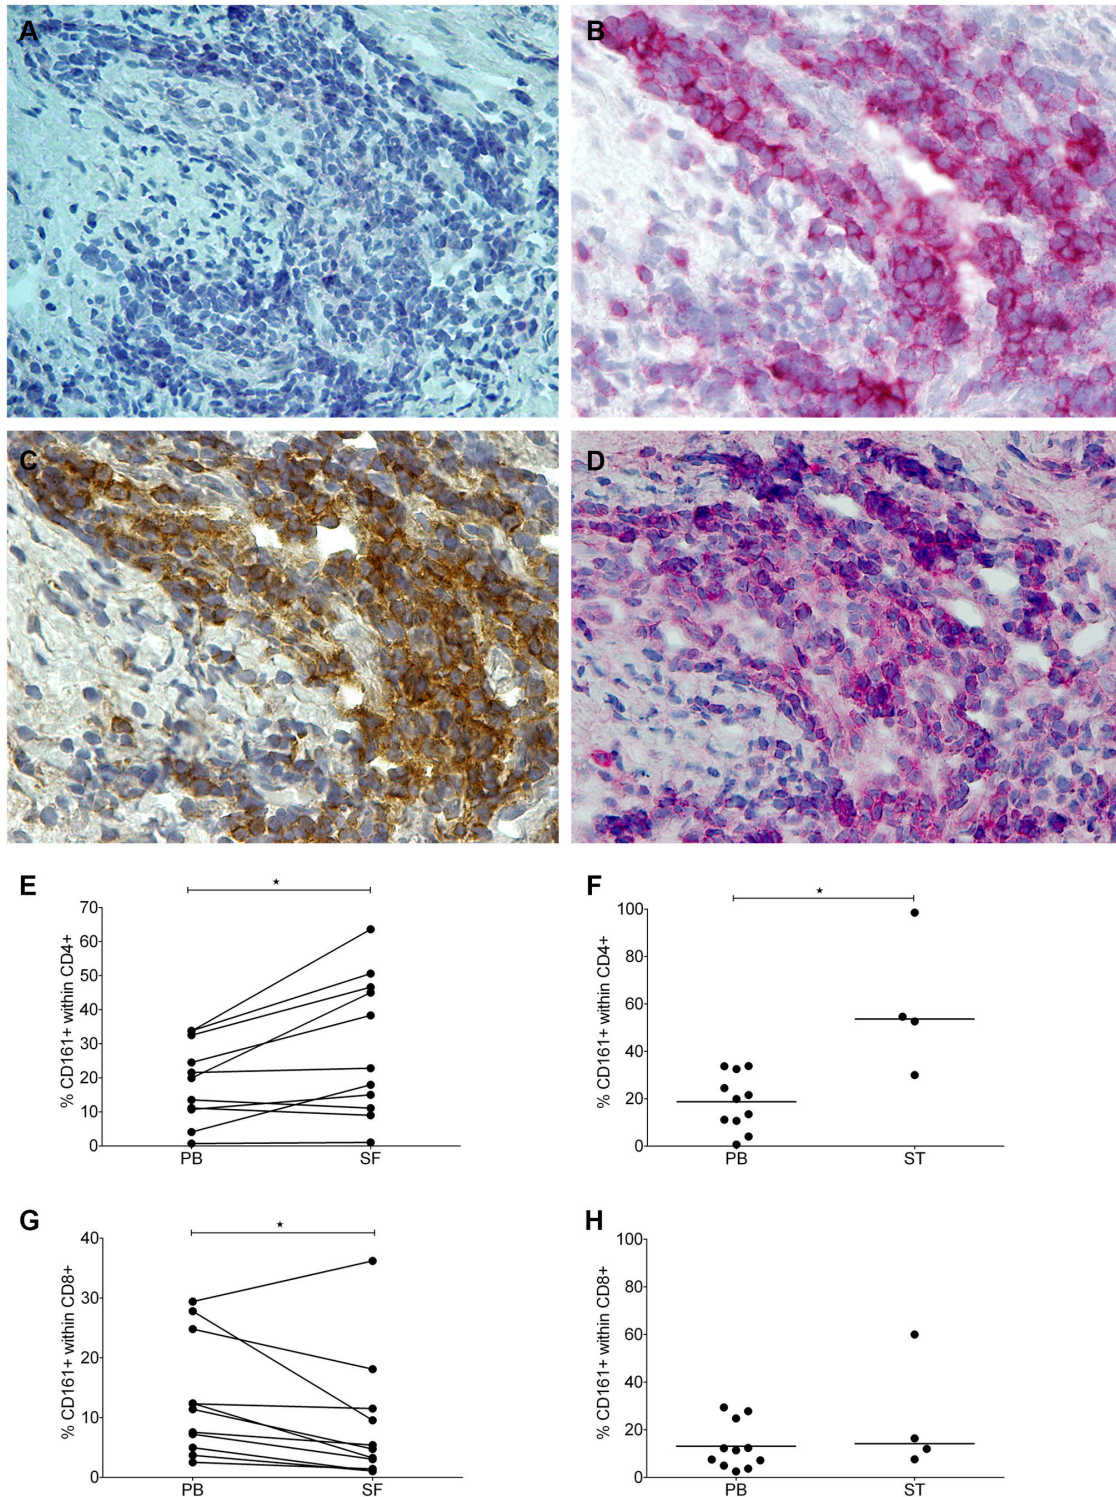 A
B
C
D
E
★
70
60
50
40
30
20
10
0
% CD161+ within CD4+
PB
SF
F
★
100
80
60
40
20
0
% CD161+ within CD4+
PB
ST
G
★
40
30
20
10
0
% CD161+ within CD8+
PB
SF
H
100
80
60
40
20
0
% CD161+ within CD8+
PB
ST